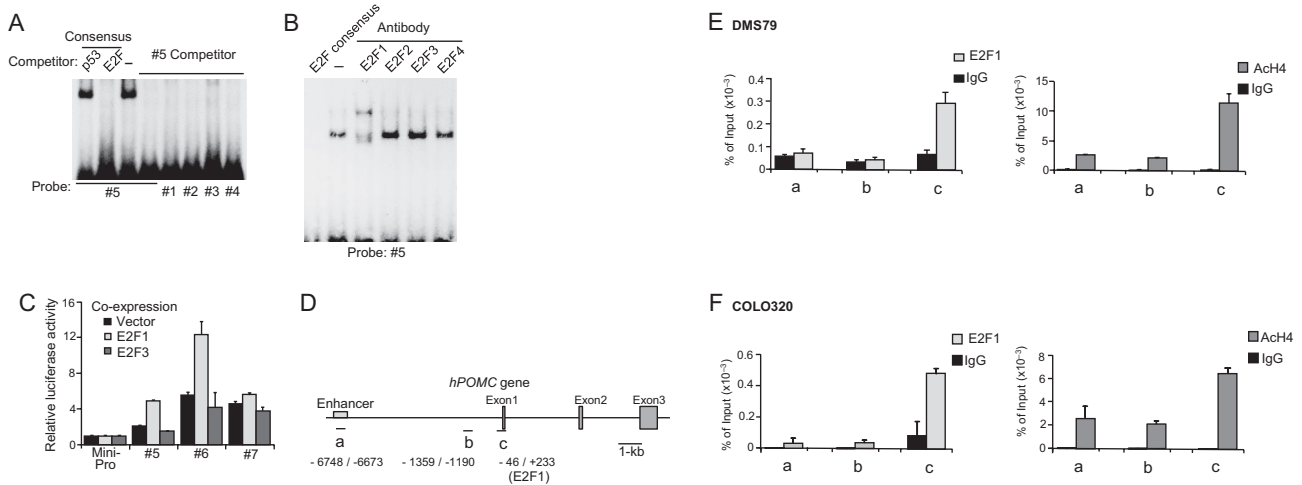 A
Consensus
#5 Competitor
Competitor: p53 E2F –
Probe: #5 #1 #2 #3 #4
B
Antibody
E2F consensus – E2F1 E2F2 E2F3 E2F4
Probe: #5
C
Relative luciferase activity
16
12
8
4
0
Co-expression
Vector
E2F1
E2F3
Mini-Pro #5 #6 #7
D
hPOMC gene
Enhancer Exon1 Exon2 Exon3
a b c 1-kb
- 6748 / -6673 - 1359 / -1190 - 46 / +233
(E2F1)
E DMS79
% of Input (x10⁻³)
0.4
0.3
0.2
0.1
0
E2F1
IgG
a b c
% of Input (x10⁻³)
15
10
5
0
AcH4
IgG
a b c
F COLO320
% of Input (x10⁻³)
0.6
0.4
0.2
0
E2F1
IgG
a b c
% of Input (x10⁻³)
8
6
4
2
0
AcH4
IgG
a b c